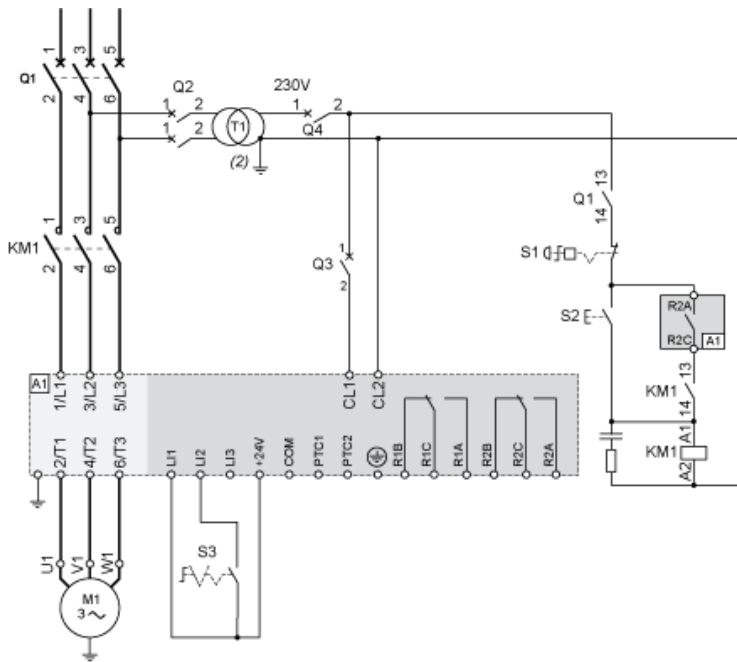 1 3 5
Q1
2 4 6
Q2
1 2
1 2
T1
(2)
230V
1 2
Q4
13
Q1
14
1 3 5
KM1
2 4 6
1
Q3
2
S1
S2
R2A
R2C
A1
13
KM1
14
A1
KM1
A2
A1
1/L1 3/L2 5/L3
CL1 CL2
2/T1 4/T2 6/T3
LI1 LI2 LI3 +24V COM PTC1 PTC2 R1B R1C R1A R2B R2C R2A
S3
U1 V1 W1
M1
3